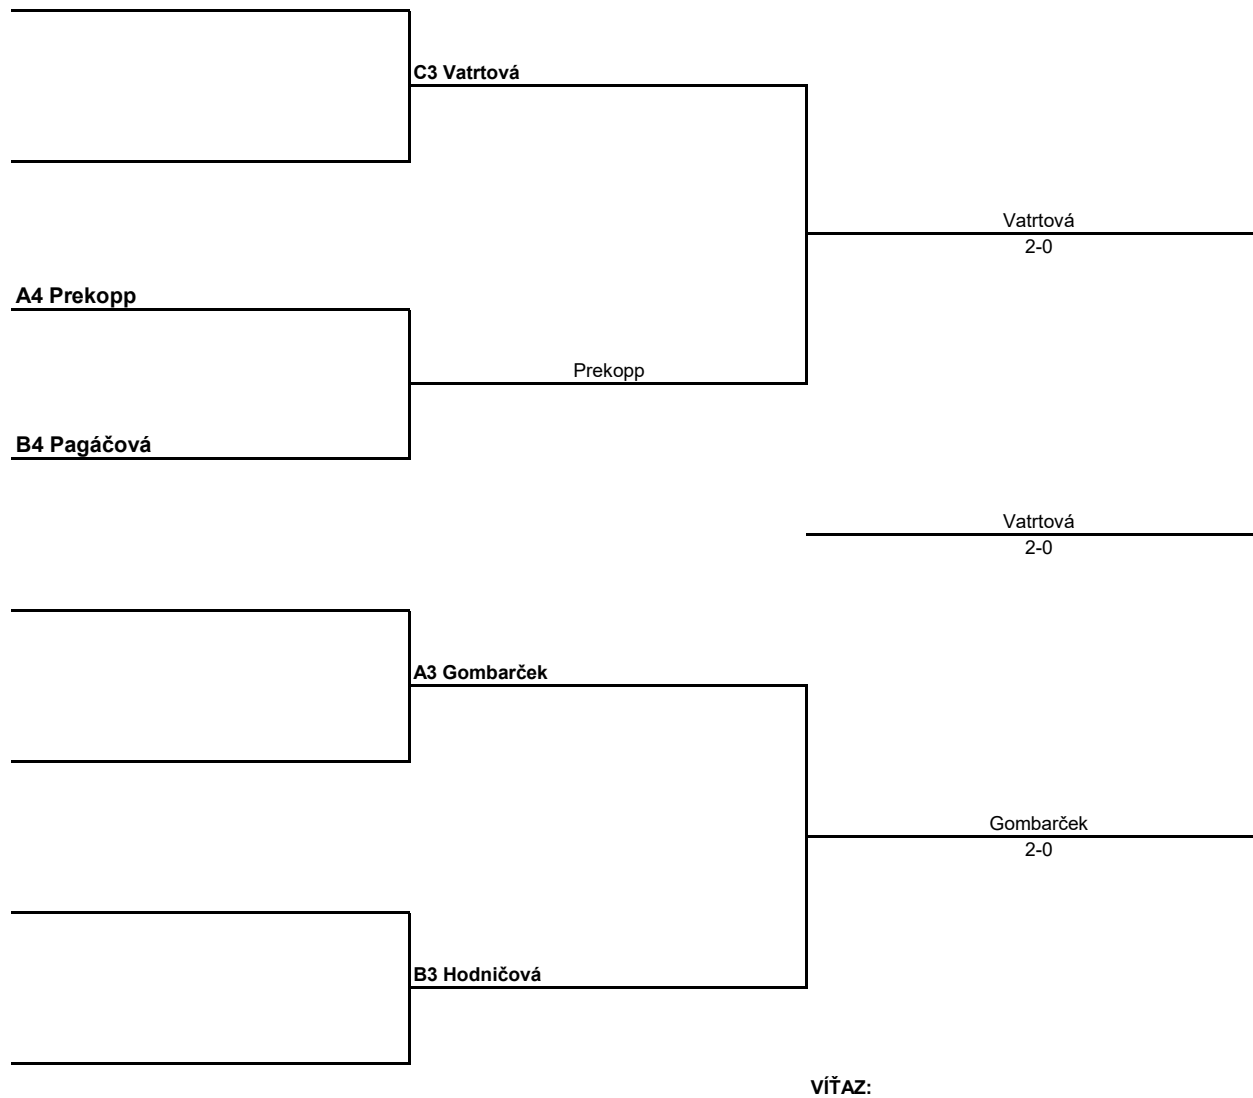 C3 Vatrtová
Vatrtová
2-0
A4 Prekopp
Prekopp
B4 Pagáčová
Vatrtová
2-0
A3 Gombarček
Gombarček
2-0
B3 Hodničová
VÍŤAZ: